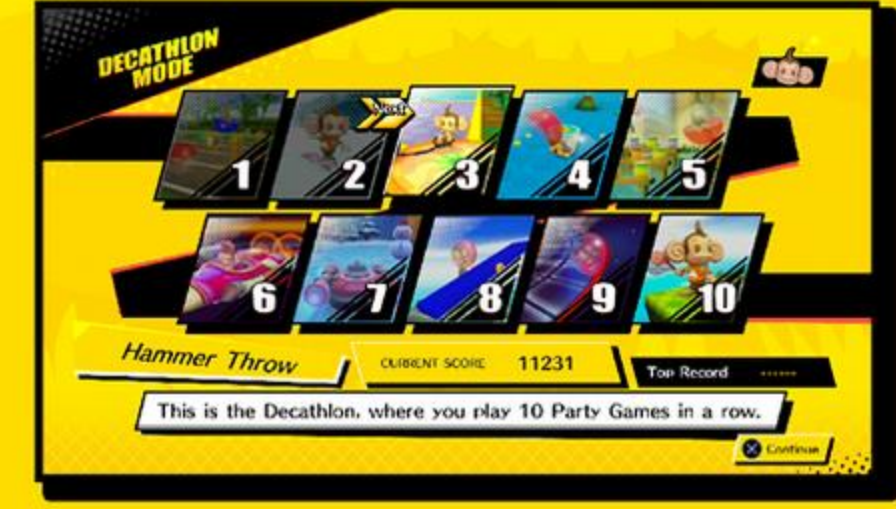 DECATHLON
MODE
Next
1
2
3
4
5
6
7
8
9
10
Hammer Throw
CURRENT SCORE 11231
Top Record ------
This is the Decathlon, where you play 10 Party Games in a row.
Continue